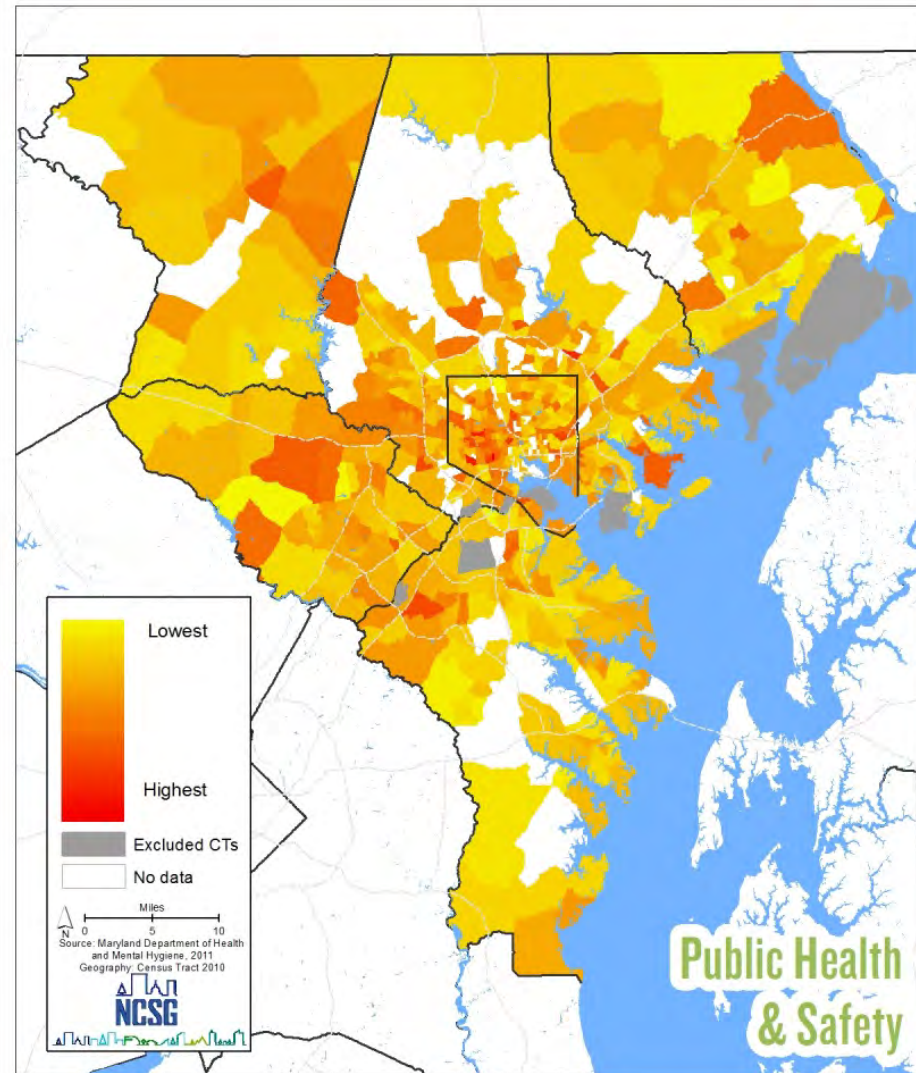 Lowest
Highest
Excluded CTs
No data
Miles
0 5 10
N
Source: Maryland Department of Health
and Mental Hygiene, 2011
Geography: Census Tract 2010
NCSG
Public Health
& Safety